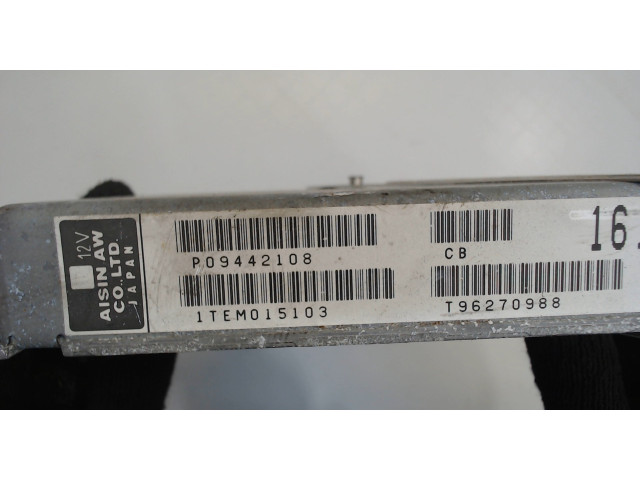 12V
AISIN AW
CO.,LTD.
JAPAN
P09442108
1TEM015103
CB
T96270988
16